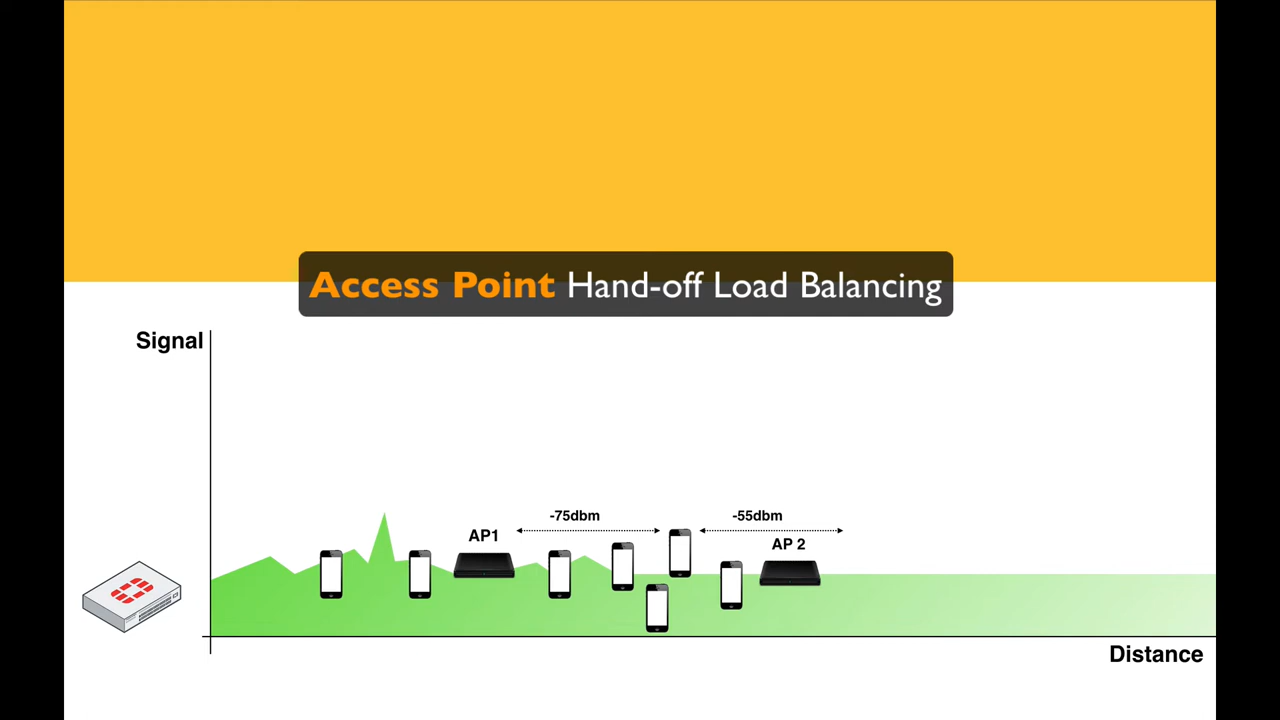 Access Point Hand-off Load Balancing
Signal
-75dbm
-55dbm
AP1
AP 2
Distance